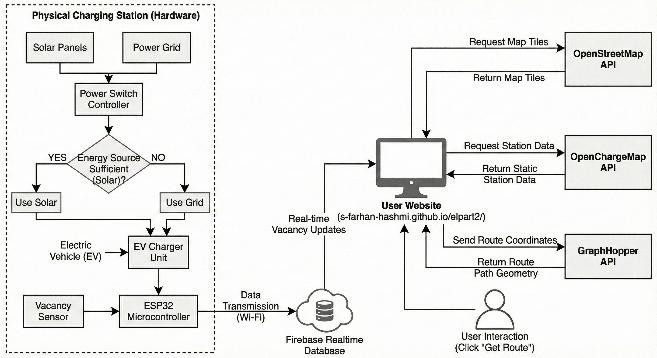 Physical Charging Station (Hardware)
Solar Panels
Power Grid
Power Switch
Controller
YES
Energy Source
Sufficient
(Solar)?
NO
Use Solar
Use Grid
Electric
Vehicle (EV)
EV Charger
Unit
Vacancy
Sensor
ESP32
Microcontroller
Data
Transmission
(Wi-Fi)
Firebase Realtime
Database
Real-time
Vacancy Updates
User Website
(s-farhan-hashmi.github.io/elpart2/)
Request Map Tiles
Return Map Tiles
OpenStreetMap
API
Request Station Data
Return Static
Station Data
OpenChargeMap
API
Send Route Coordinates
Return Route
Path Geometry
GraphHopper
API
User Interaction
(Click "Get Route")